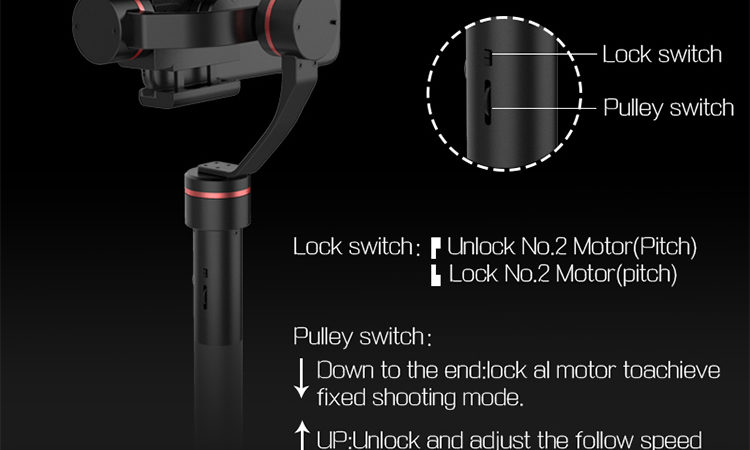 Lock switch
Pulley switch
Lock switch: Unlock No.2 Motor(Pitch)
Lock No.2 Motor(pitch)
Pulley switch:
Down to the end:lock al motor toachieve
fixed shooting mode.
UP:Unlock and adjust the follow speed